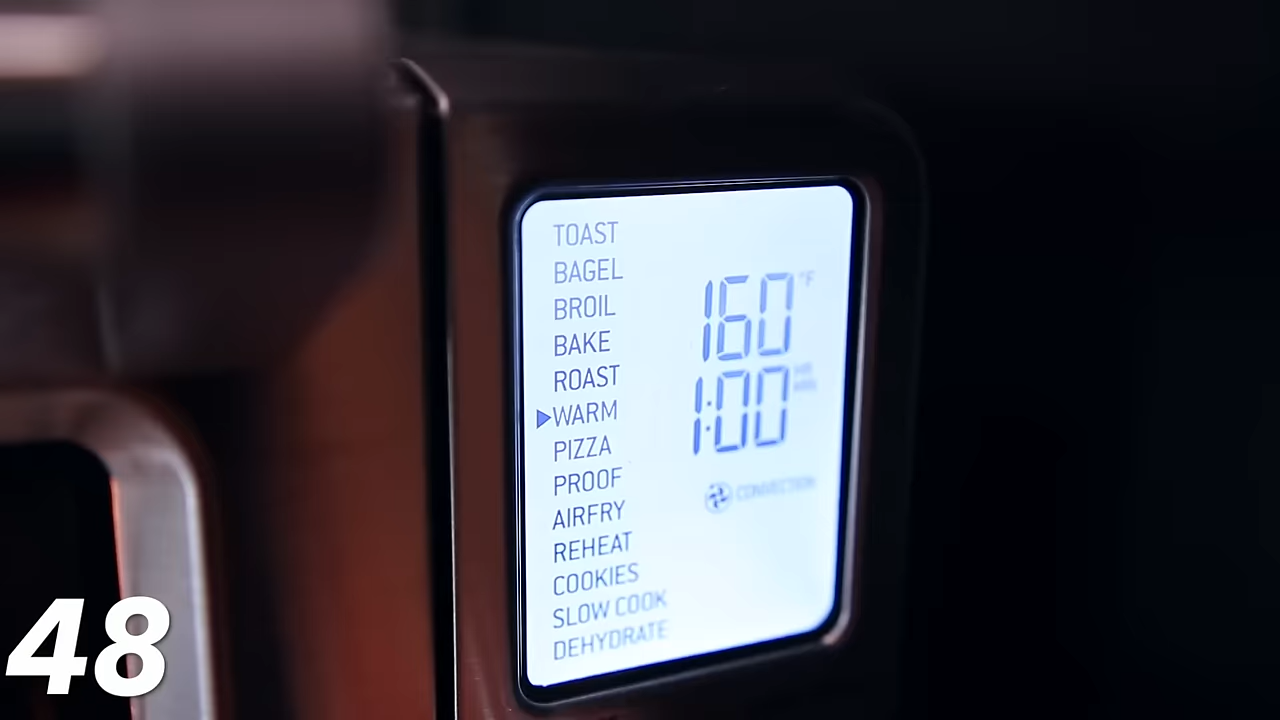 TOAST
BAGEL
BROIL
BAKE
ROAST
WARM
PIZZA
PROOF
AIRFRY
REHEAT
COOKIES
SLOW COOK
DEHYDRATE
160 °F
1:00
CONVECTION
48